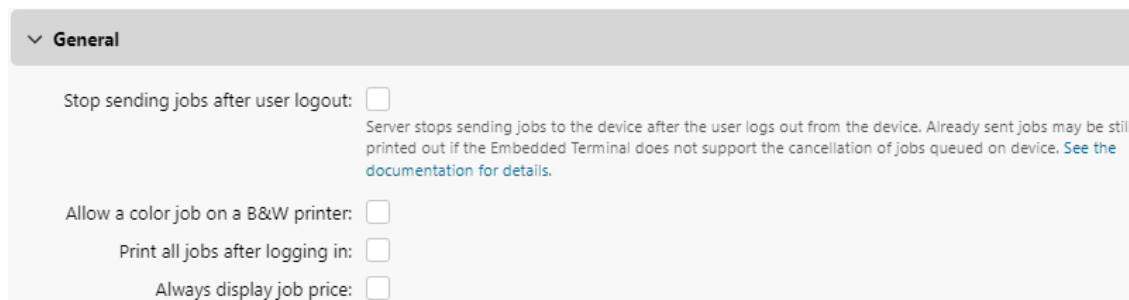 General
Stop sending jobs after user logout:
Server stops sending jobs to the device after the user logs out from the device. Already sent jobs may be stil
printed out if the Embedded Terminal does not support the cancellation of jobs queued on device. See the
documentation for details.
Allow a color job on a B&W printer:
Print all jobs after logging in:
Always display job price: